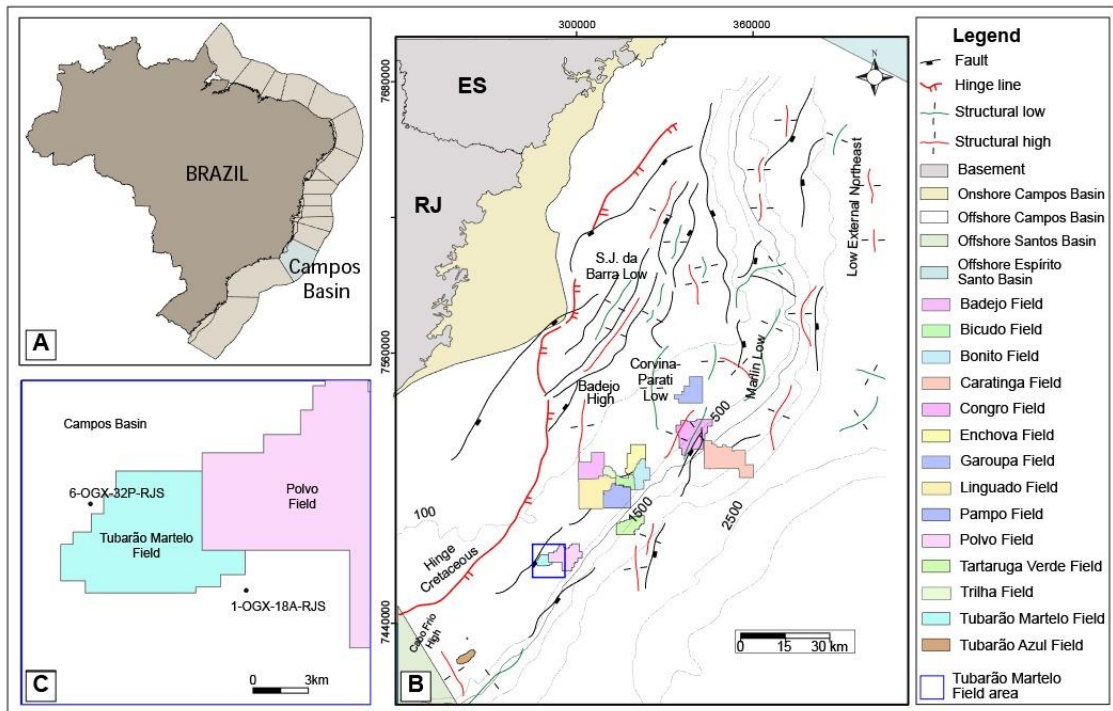 BRAZIL
Campos
Basin
A
Campos Basin
6-OGX-32P-RJS
Polvo
Field
Tubarão Martelo
Field
1-OGX-18A-RJS
0 3km
C
300000 360000
7680000
7560000
7440000
N
ES
RJ
S.J. da
Barra Low
Low External Northeast
Corvina-
Parati
Low
Badejo
High
Marlin Low
500
1500
2500
100
Hinge
Cretaceous
Cabo Frio
High
0 15 30 km
B
Legend
Fault
Hinge line
Structural low
Structural high
Basement
Onshore Campos Basin
Offshore Campos Basin
Offshore Santos Basin
Offshore Espírito
Santo Basin
Badejo Field
Bicudo Field
Bonito Field
Caratinga Field
Congro Field
Enchova Field
Garoupa Field
Linguado Field
Pampo Field
Polvo Field
Tartaruga Verde Field
Trilha Field
Tubarão Martelo Field
Tubarão Azul Field
Tubarão Martelo
Field area